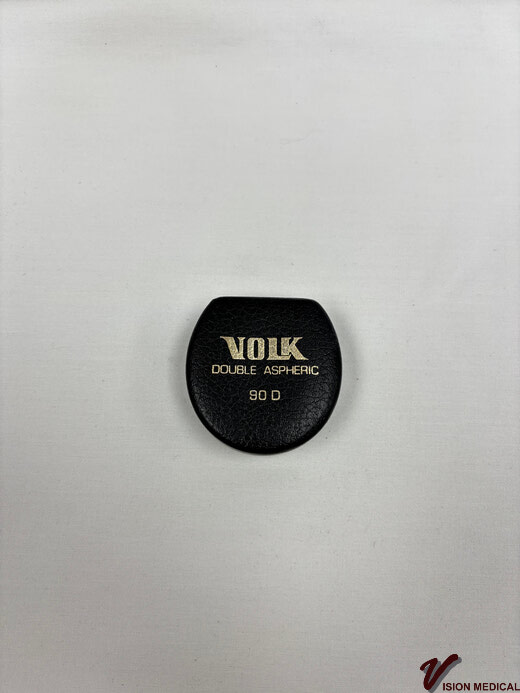 VOLK
DOUBLE ASPHERIC
90 D
VISION MEDICAL